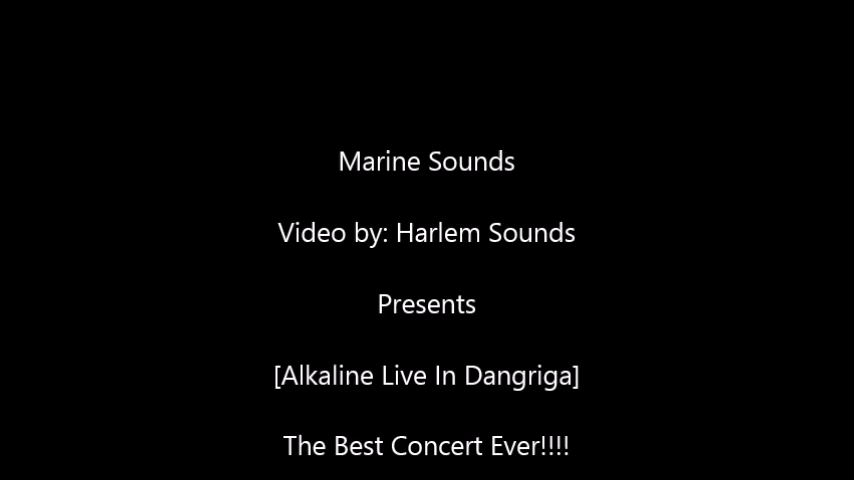 Marine Sounds
Video by: Harlem Sounds
Presents
[Alkaline Live In Dangriga]
The Best Concert Ever!!!!